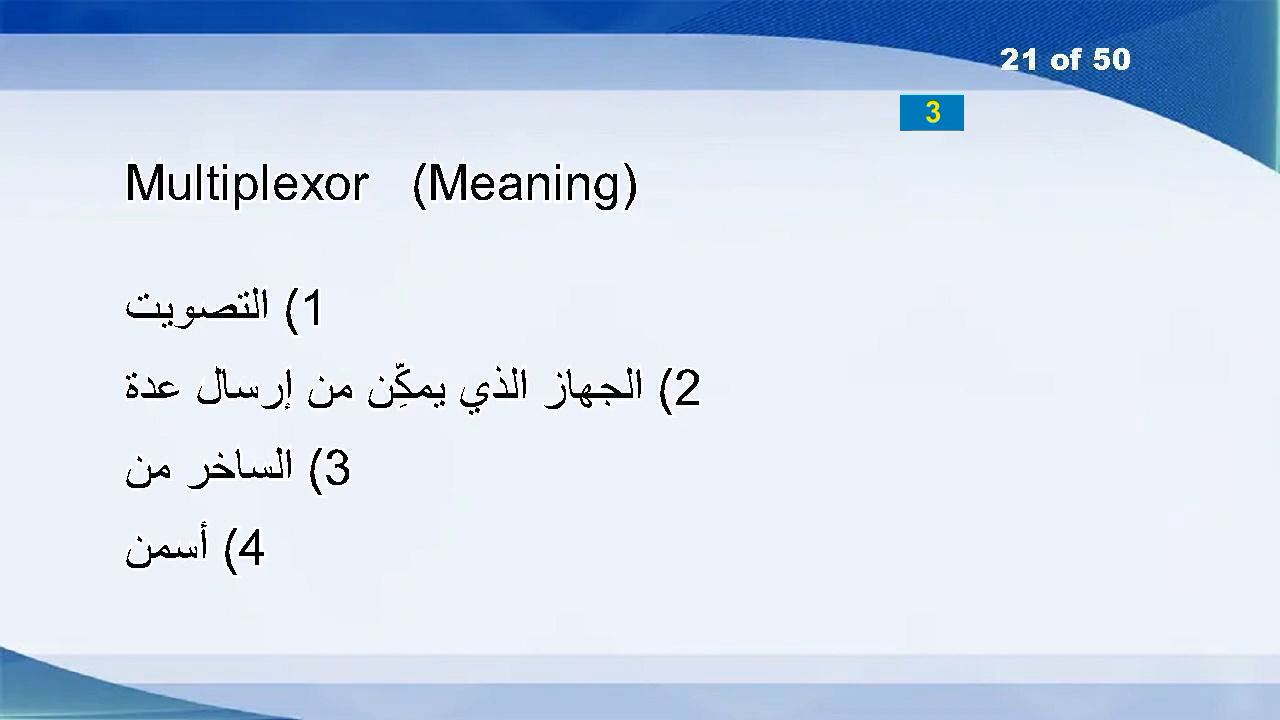 21 of 50
3
Multiplexor (Meaning)
1) التصويت
2) الجهاز الذي يمكِّن من إرسال عدة
3) الساخر من
4) أسمن